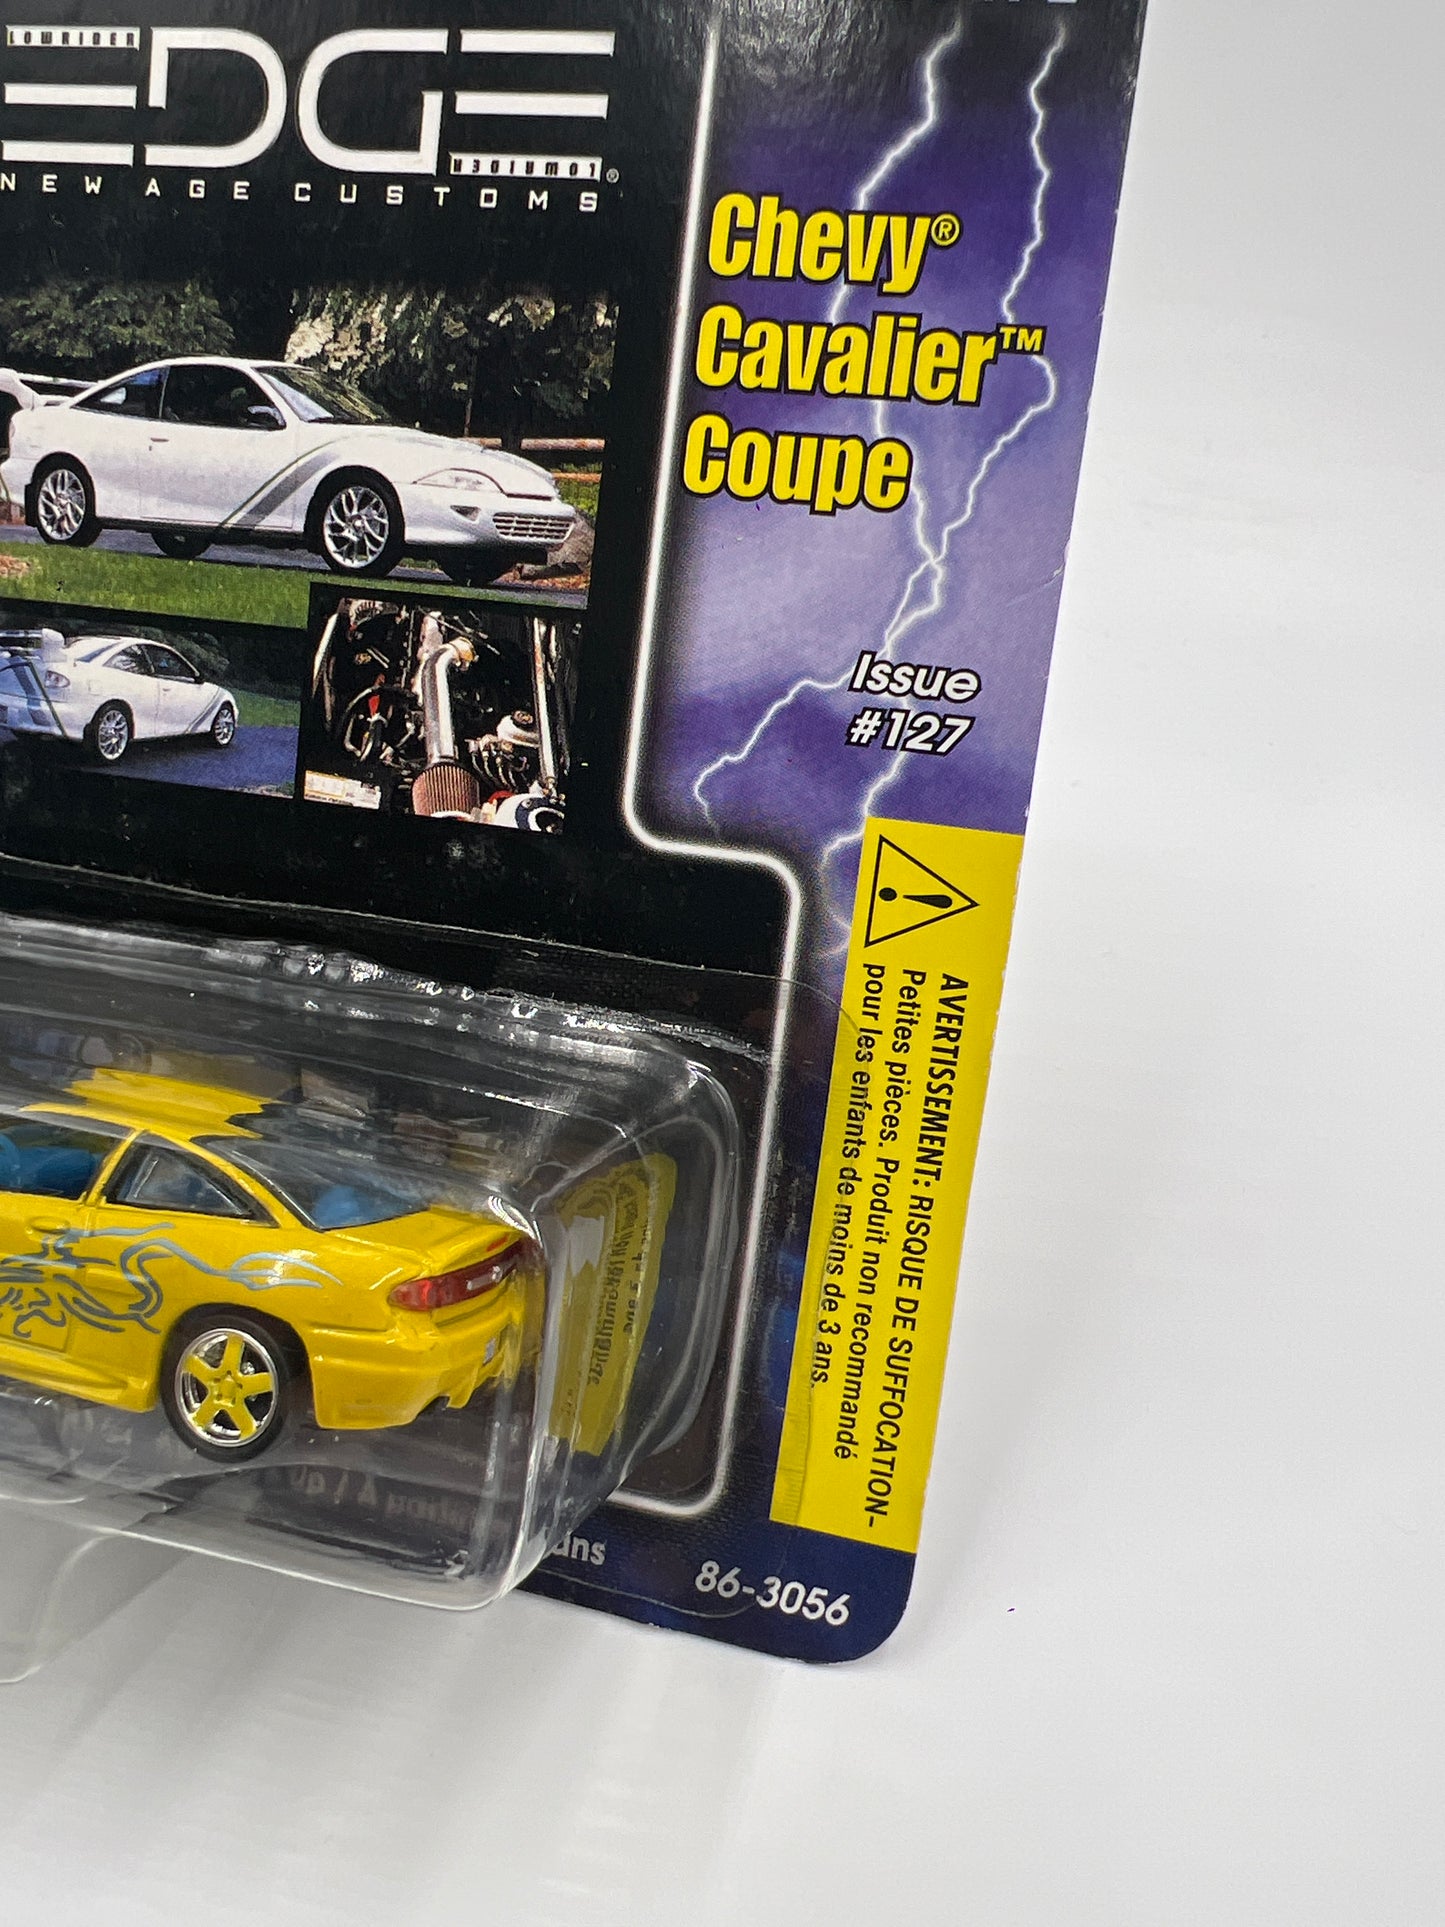 LOWRIDER
EDGE
LOWRIDER®
NEW AGE CUSTOMS
Chevy®
Cavalier™
Coupe
Issue
#127
AVERTISSEMENT: RISQUE DE SUFFOCATION–
Petites pièces. Produit non recommandé
pour les enfants de moins de 3 ans.
ans
86-3056